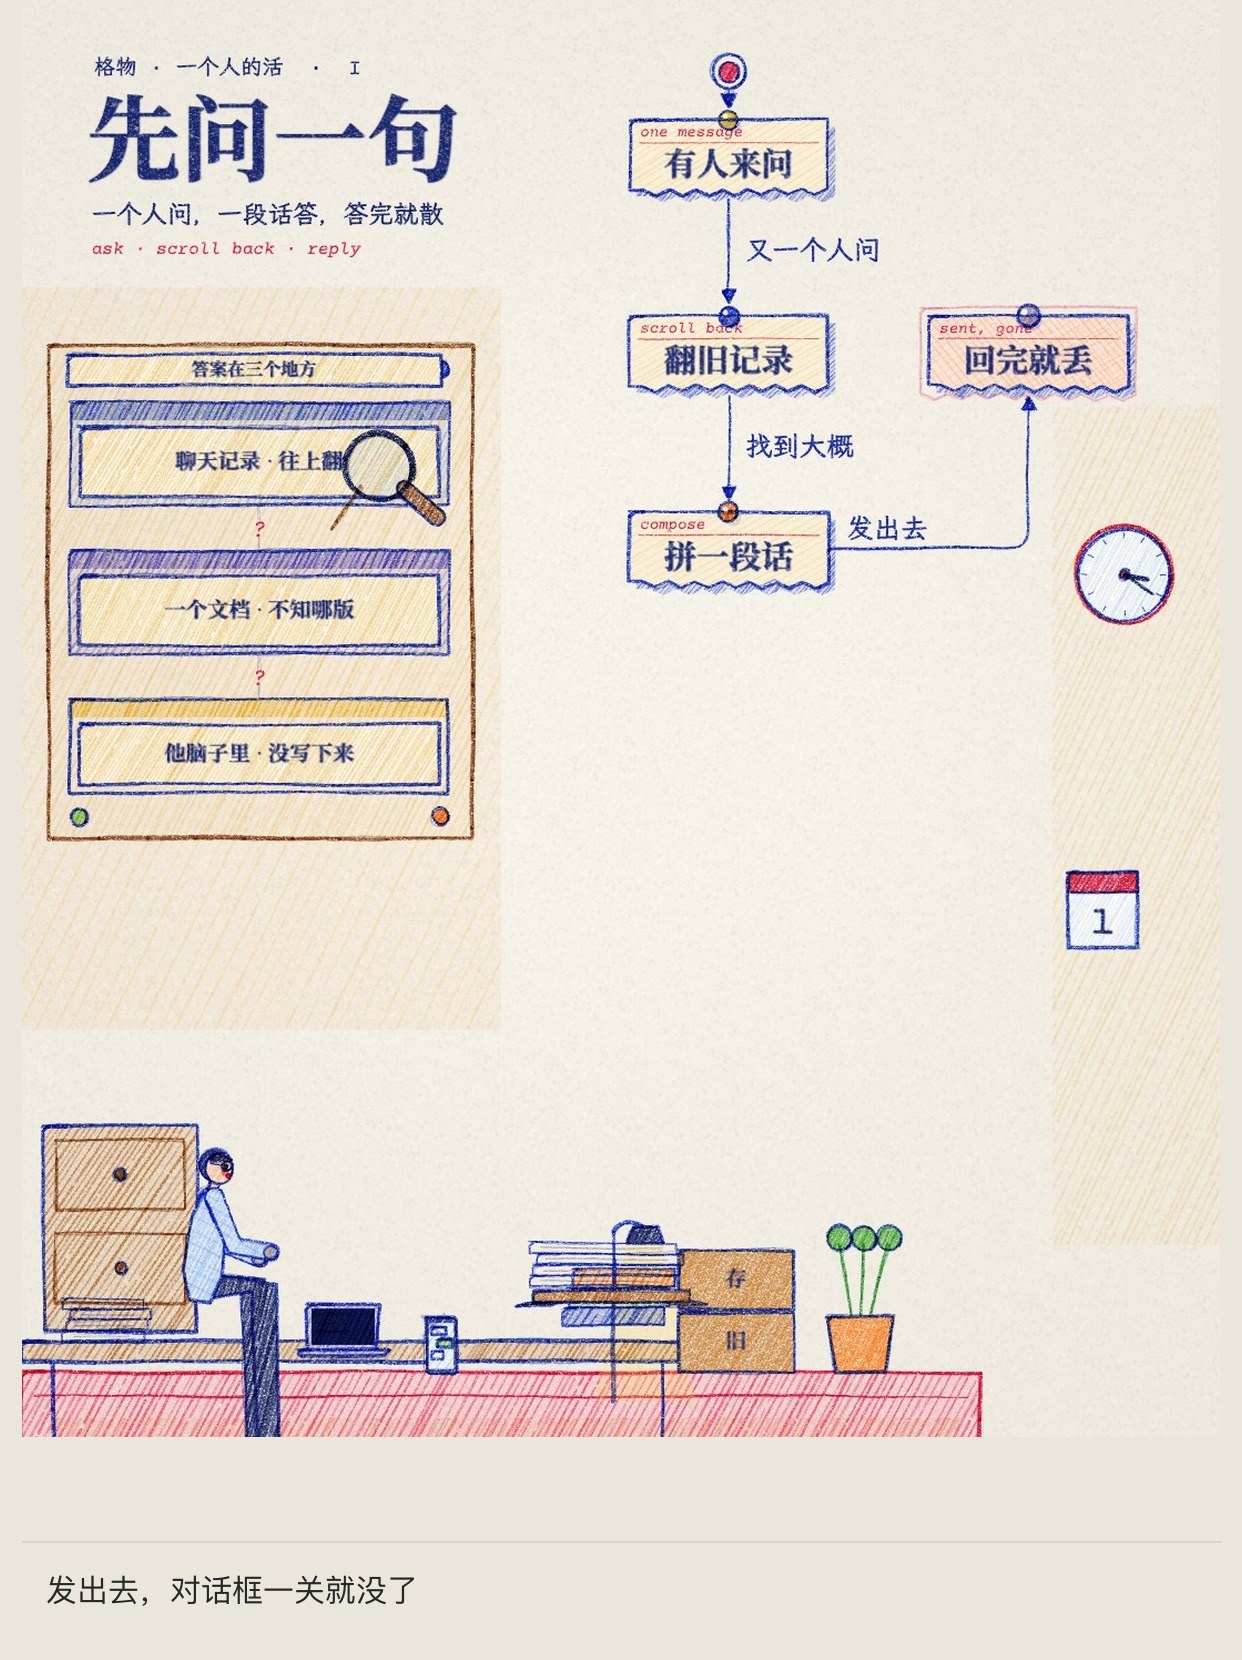 格物 · 一个人的活 · I
先问一句
一个人问，一段话答，答完就散
ask · scroll back · reply
答案在三个地方
聊天记录 · 往上翻
?
一个文档 · 不知哪版
?
他脑子里 · 没写下来
one message
有人来问
又一个人问
scroll back
翻旧记录
找到大概
compose
拼一段话
发出去
sent, gone
回完就丢
1
存
旧
发出去，对话框一关就没了